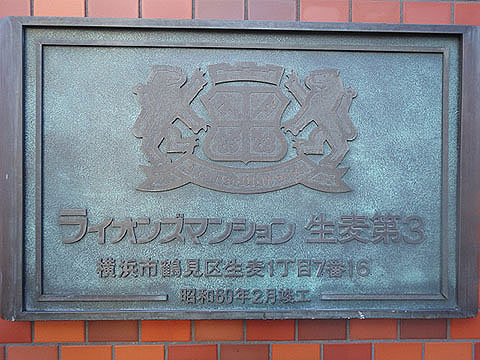 ライオンズマンション 生麦第3
横浜市鶴見区生麦1丁目7番16
昭和60年2月竣工